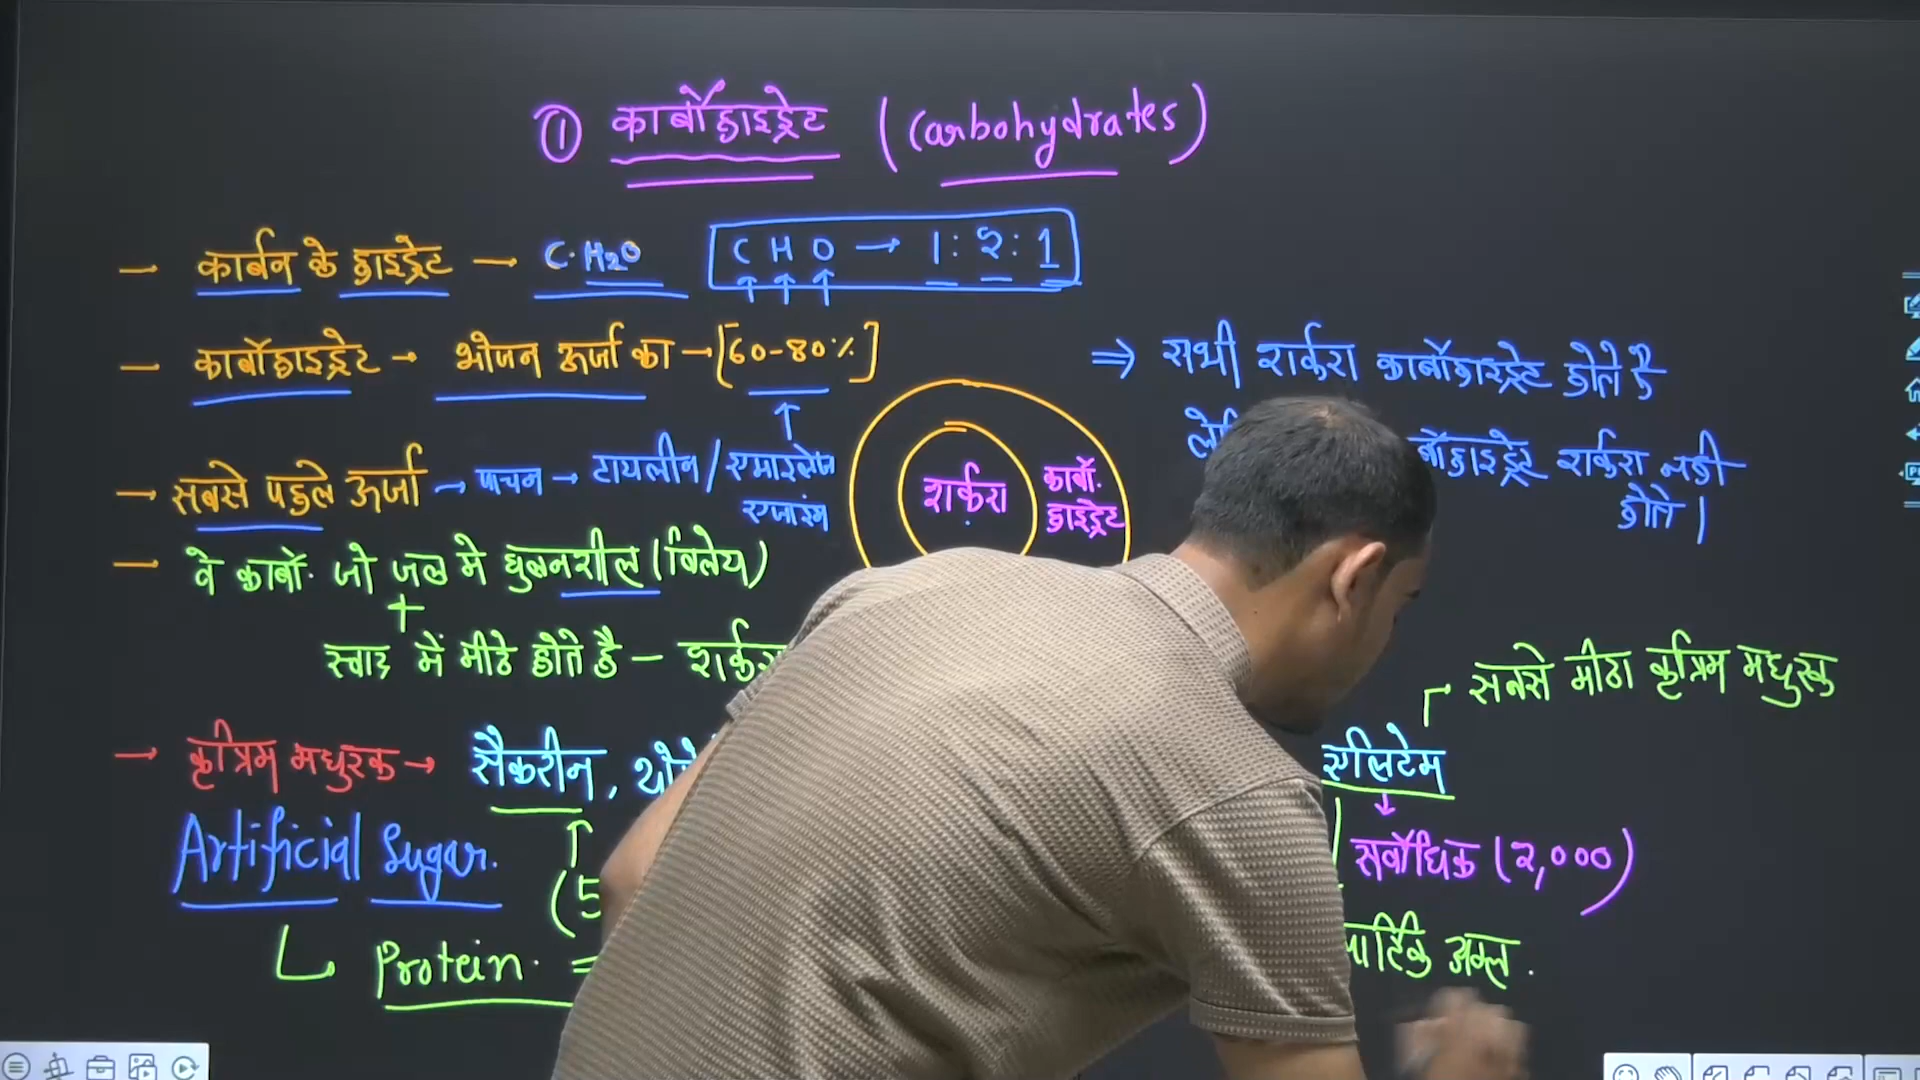 ① कार्बोहाइड्रेट (Carbohydrates)
→ कार्बन के हाइड्रेट — C·H₂O C H O → 1 : 2 : 1
→ कार्बोहाइड्रेट → भोजन ऊर्जा का → [60-80%]
⇒ सभी शर्करा कार्बोहाइड्रेट होते है
बोहाइड्रेट शर्करा नही
होते।
→ सबसे पहले ऊर्जा → पाचन → टायलीन / एमाइलेज
एंजाइम
शर्करा
कार्बो.
हाइड्रेट
→ वे कार्बो. जो जल मे घुलनशील (विलेय)
+
स्वाद में मीठे होते है — शर्करा
सबसे मीठा कृत्रिम मधुरक
→ कृत्रिम मधुरक → सैकरीन,
एलिटेम
Artificial Sugar.
(5
सर्वाधिक (2,000)
↳ Protein. =
पार्टिक अम्ल.